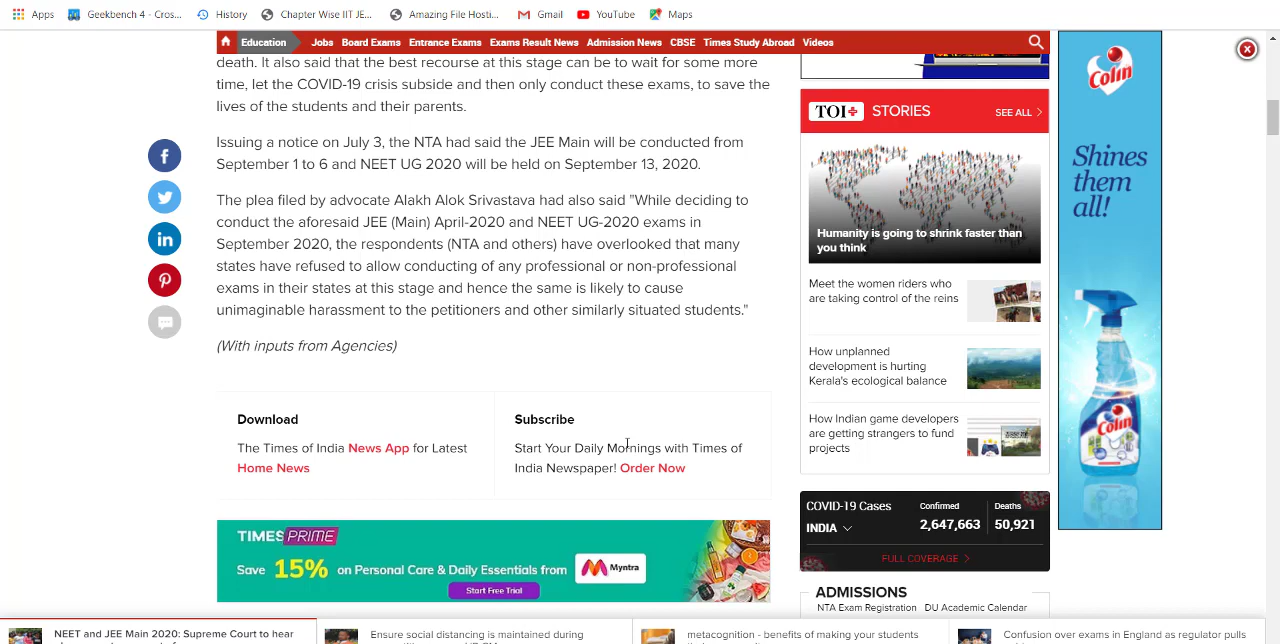 Apps Geekbench 4 - Cros... History Chapter Wise IIT JE... Amazing File Hosti... Gmail YouTube Maps
Education Jobs Board Exams Entrance Exams Exams Result News Admission News CBSE Times Study Abroad Videos
death. It also said that the best recourse at this stage can be to wait for some more
time, let the COVID-19 crisis subside and then only conduct these exams, to save the
lives of the students and their parents.
Issuing a notice on July 3, the NTA had said the JEE Main will be conducted from
September 1 to 6 and NEET UG 2020 will be held on September 13, 2020.
The plea filed by advocate Alakh Alok Srivastava had also said "While deciding to
conduct the aforesaid JEE (Main) April-2020 and NEET UG-2020 exams in
September 2020, the respondents (NTA and others) have overlooked that many
states have refused to allow conducting of any professional or non-professional
exams in their states at this stage and hence the same is likely to cause
unimaginable harassment to the petitioners and other similarly situated students."
(With inputs from Agencies)
Download
The Times of India News App for Latest
Home News
Subscribe
Start Your Daily Mornings with Times of
India Newspaper! Order Now
TIMES PRIME
Save 15% on Personal Care & Daily Essentials from Myntra
Start Free Trial
TOI+ STORIES SEE ALL
Humanity is going to shrink faster than
you think
Meet the women riders who
are taking control of the reins
How unplanned
development is hurting
Kerala's ecological balance
How Indian game developers
are getting strangers to fund
projects
COVID-19 Cases Confirmed Deaths
INDIA 2,647,663 50,921
FULL COVERAGE
ADMISSIONS
NTA Exam Registration DU Academic Calendar
Colin
Shines
them
all!
Colin
NEET and JEE Main 2020: Supreme Court to hear
Ensure social distancing is maintained during
metacognition - benefits of making your students
Confusion over exams in England as regulator pulls